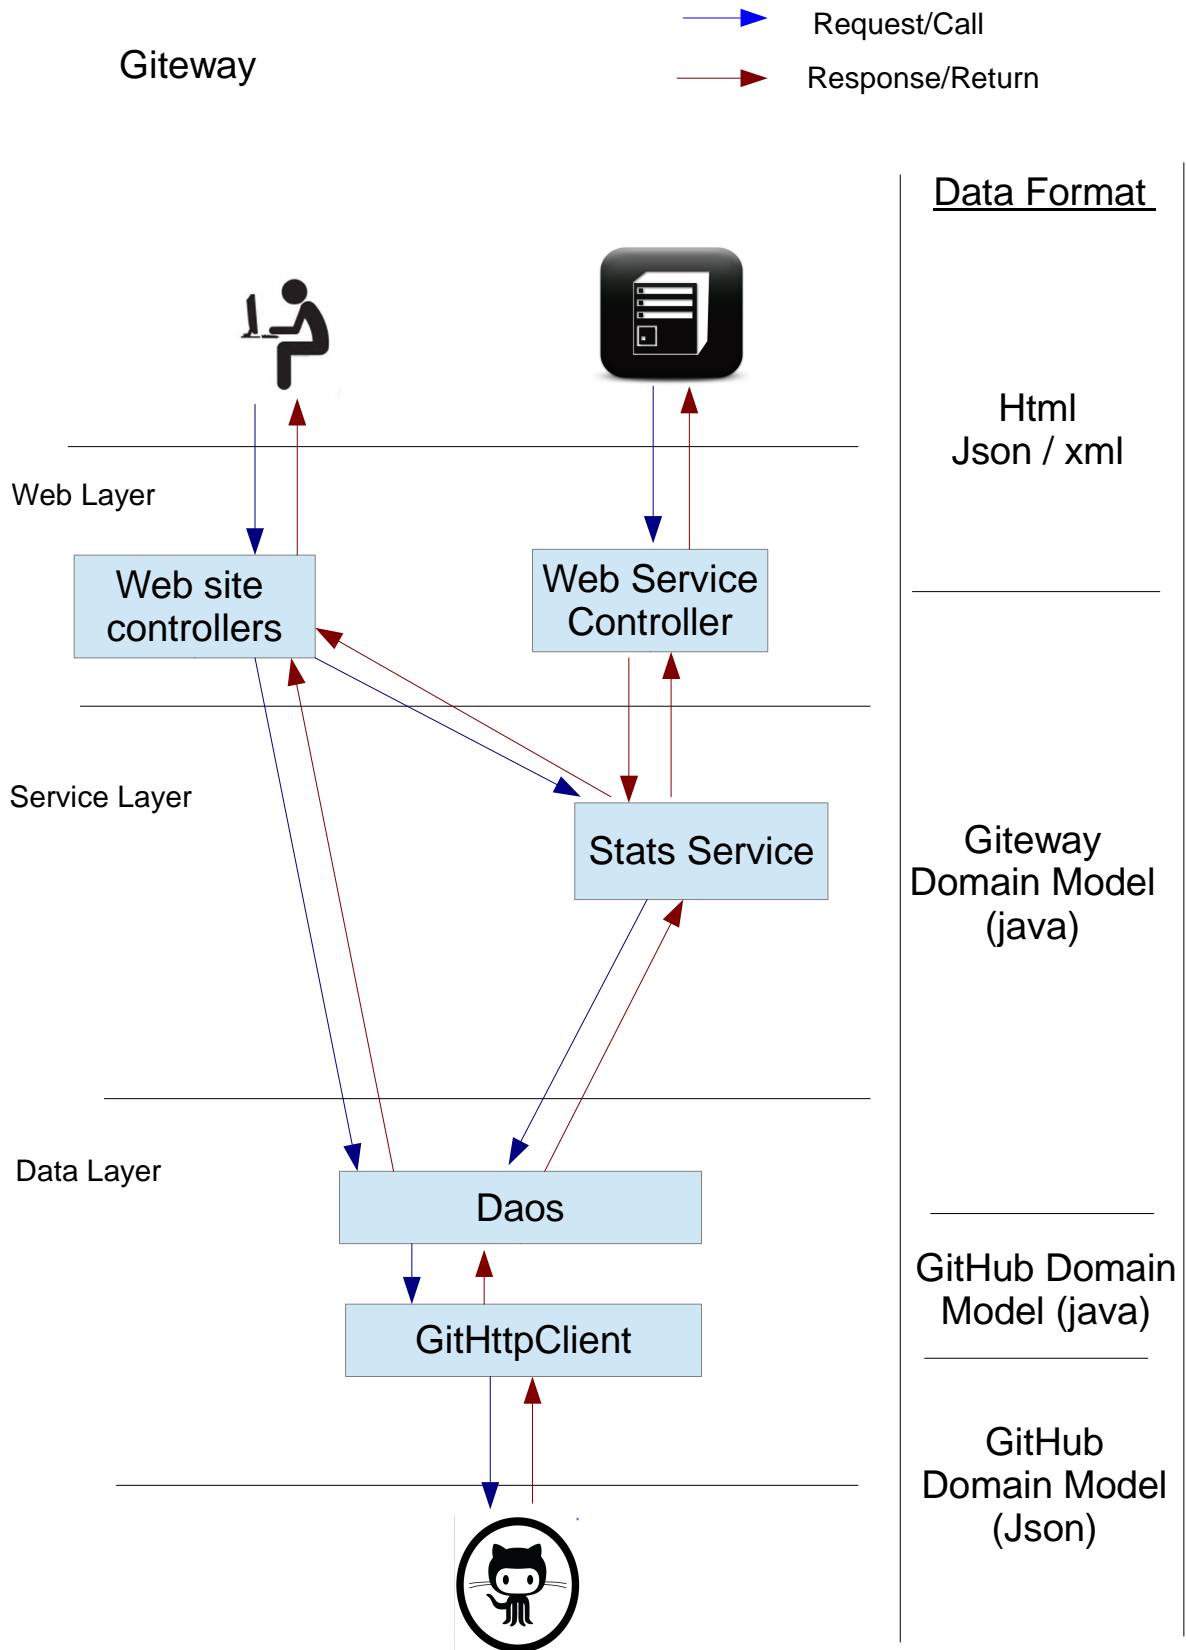 Giteway
Request/Call
Response/Return
Data Format
Html
Json / xml
Web Layer
Web site
controllers
Web Service
Controller
Service Layer
Stats Service
Giteway
Domain Model
(java)
Data Layer
Daos
GitHub Domain
Model (java)
GitHttpClient
GitHub
Domain Model
(Json)